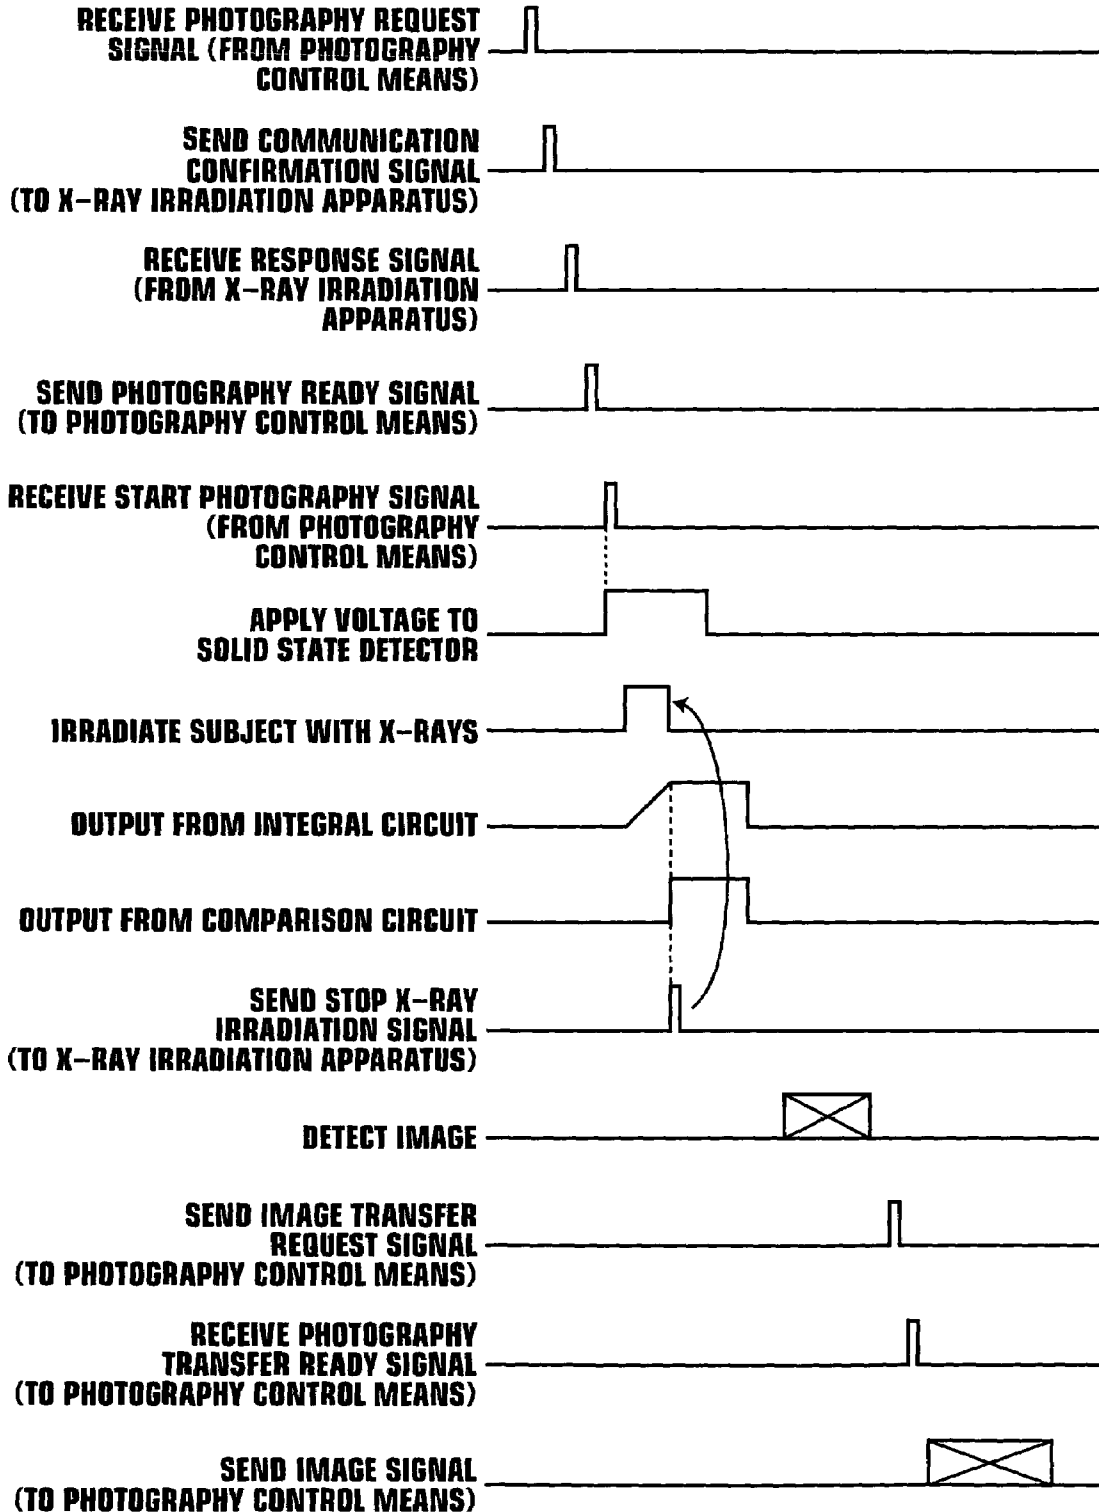 RECEIVE PHOTOGRAPHY REQUEST
SIGNAL (FROM PHOTOGRAPHY
CONTROL MEANS)
SEND COMMUNICATION
CONFIRMATION SIGNAL
(TO X-RAY IRRADIATION APPARATUS)
RECEIVE RESPONSE SIGNAL
(FROM X-RAY IRRADIATION
APPARATUS)
SEND PHOTOGRAPHY READY SIGNAL
(TO PHOTOGRAPHY CONTROL MEANS)
RECEIVE START PHOTOGRAPHY SIGNAL
(FROM PHOTOGRAPHY
CONTROL MEANS)
APPLY VOLTAGE TO
SOLID STATE DETECTOR
IRRADIATE SUBJECT WITH X-RAYS
OUTPUT FROM INTEGRAL CIRCUIT
OUTPUT FROM COMPARISON CIRCUIT
SEND STOP X-RAY
IRRADIATION SIGNAL
(TO X-RAY IRRADIATION APPARATUS)
DETECT IMAGE
SEND IMAGE TRANSFER
REQUEST SIGNAL
(TO PHOTOGRAPHY CONTROL MEANS)
RECEIVE PHOTOGRAPHY
TRANSFER READY SIGNAL
(TO PHOTOGRAPHY CONTROL MEANS)
SEND IMAGE SIGNAL
(TO PHOTOGRAPHY CONTROL MEANS)